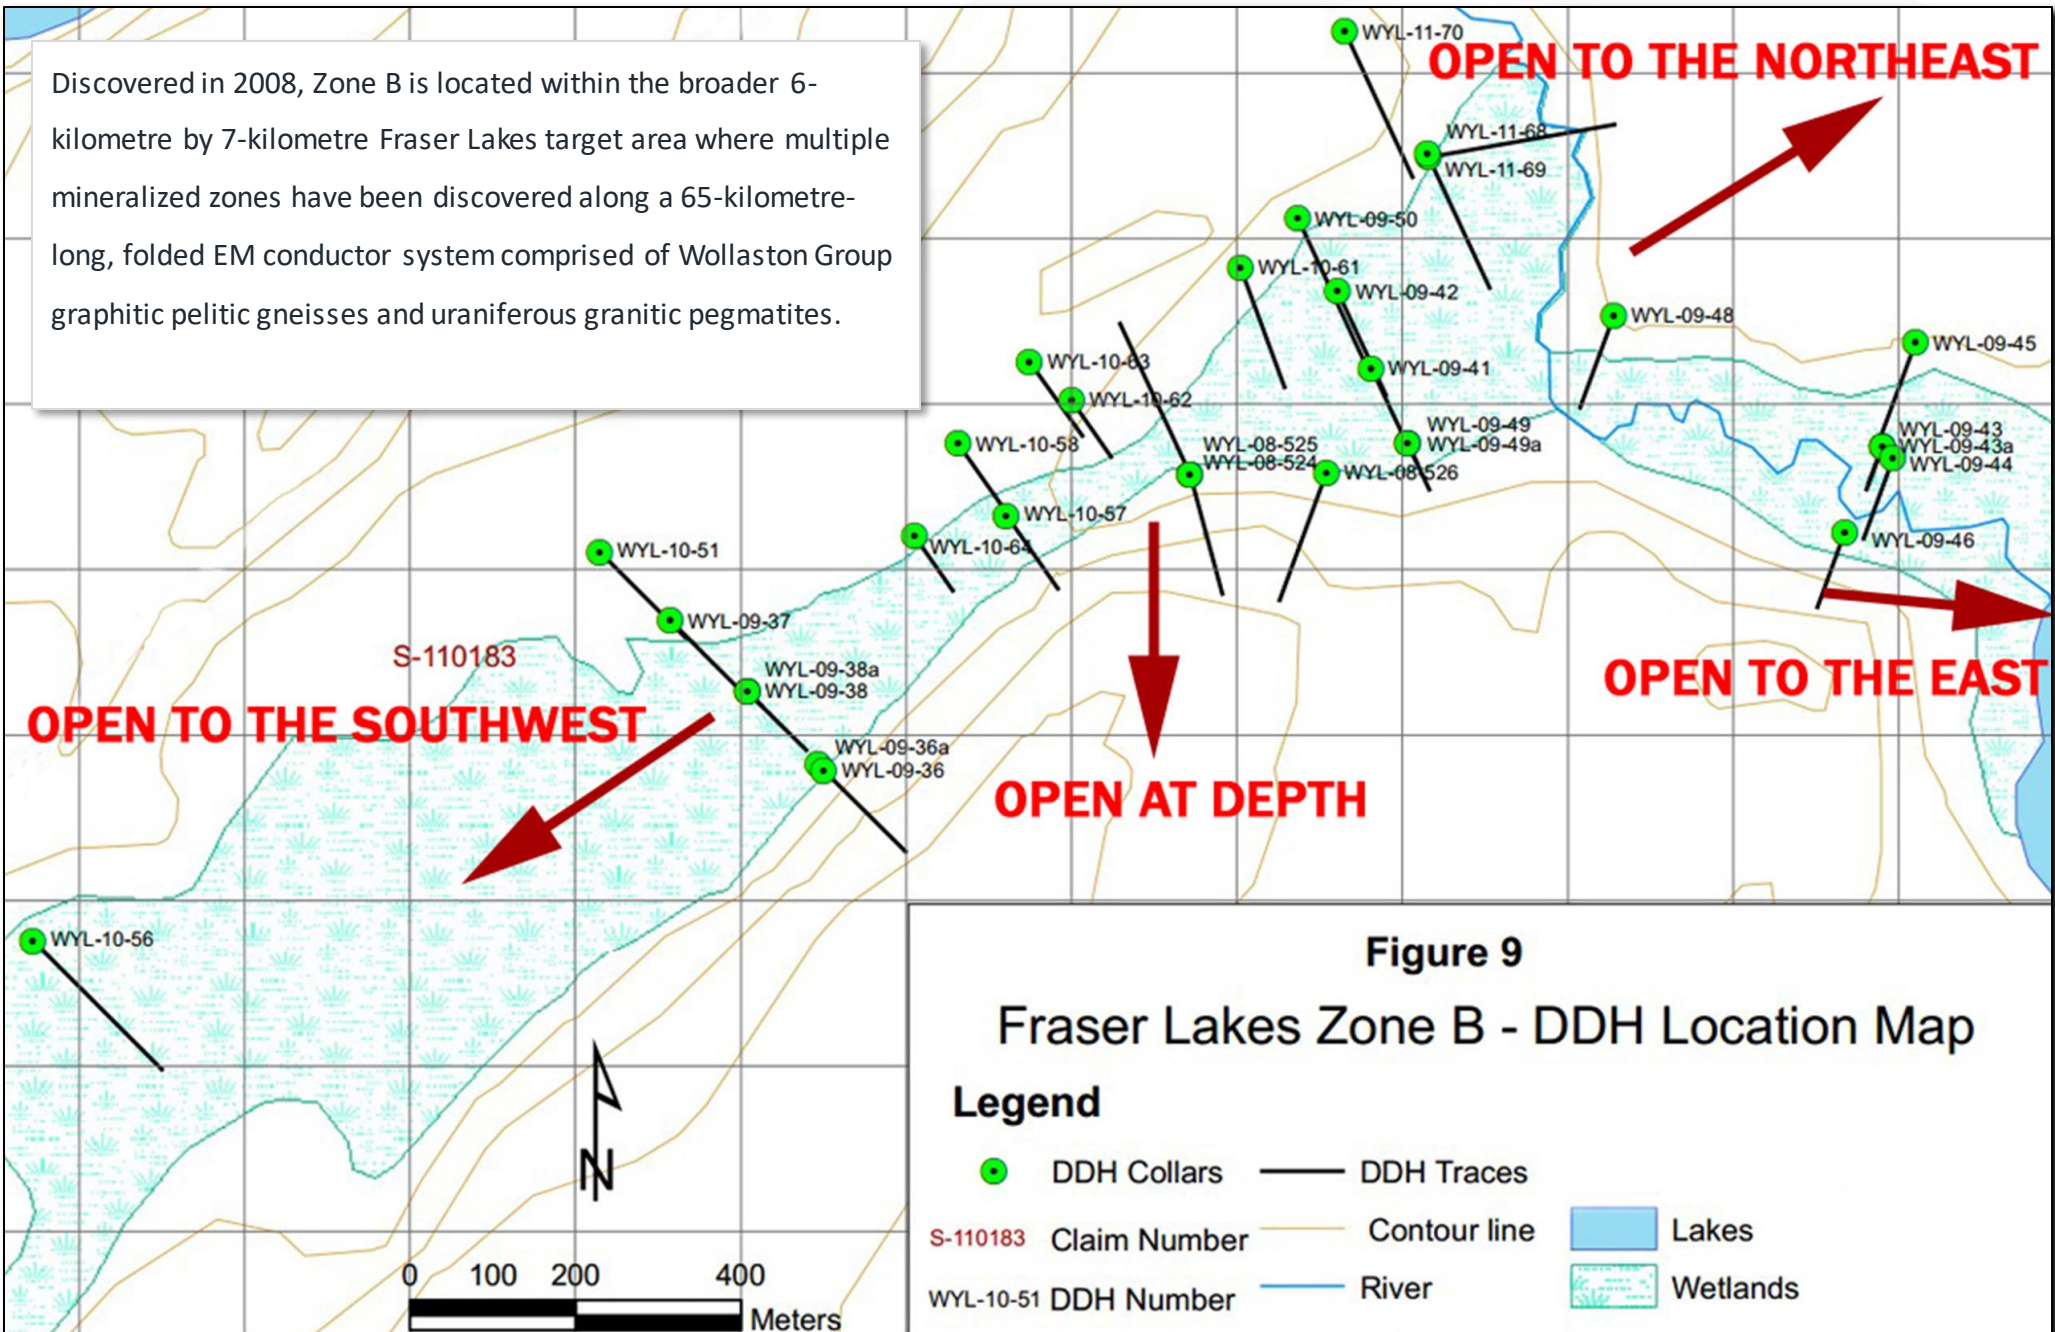 Discovered in 2008, Zone B is located within the broader 6-
kilometre by 7-kilometre Fraser Lakes target area where multiple
mineralized zones have been discovered along a 65-kilometre-
long, folded EM conductor system comprised of Wollaston Group
graphitic pelitic gneisses and uraniferous granitic pegmatites.
WYL-11-70
OPEN TO THE NORTHEAST
WYL-11-68
WYL-11-69
WYL-09-50
WYL-10-61
WYL-09-42
WYL-09-48
WYL-09-45
WYL-10-63
WYL-09-41
WYL-10-62
WYL-10-58
WYL-08-525
WYL-08-524
WYL-09-49
WYL-09-49a
WYL-08-526
WYL-09-43
WYL-09-43a
WYL-09-44
WYL-10-57
WYL-10-64
WYL-09-46
WYL-10-51
WYL-09-37
S-110183
WYL-09-38a
WYL-09-38
OPEN TO THE EAST
OPEN TO THE SOUTHWEST
WYL-09-36a
WYL-09-36
OPEN AT DEPTH
WYL-10-56
N
0 100 200 400
Meters
Figure 9
Fraser Lakes Zone B - DDH Location Map
Legend
DDH Collars
DDH Traces
S-110183 Claim Number
Contour line
Lakes
WYL-10-51 DDH Number
River
Wetlands